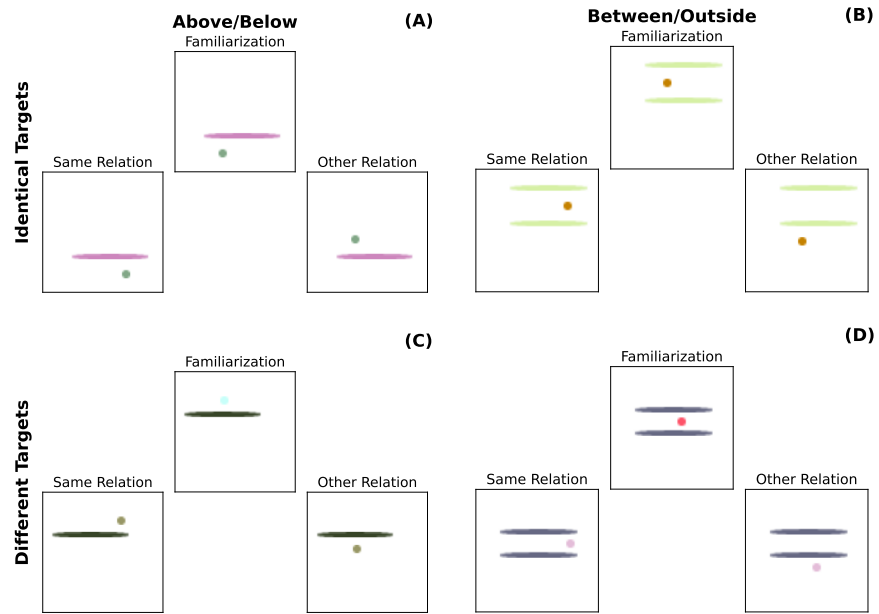 Above/Below
(A)
Familiarization
Identical Targets
Same Relation
Other Relation
Between/Outside
(B)
Familiarization
Same Relation
Other Relation
(C)
Familiarization
Different Targets
Same Relation
Other Relation
(D)
Familiarization
Same Relation
Other Relation